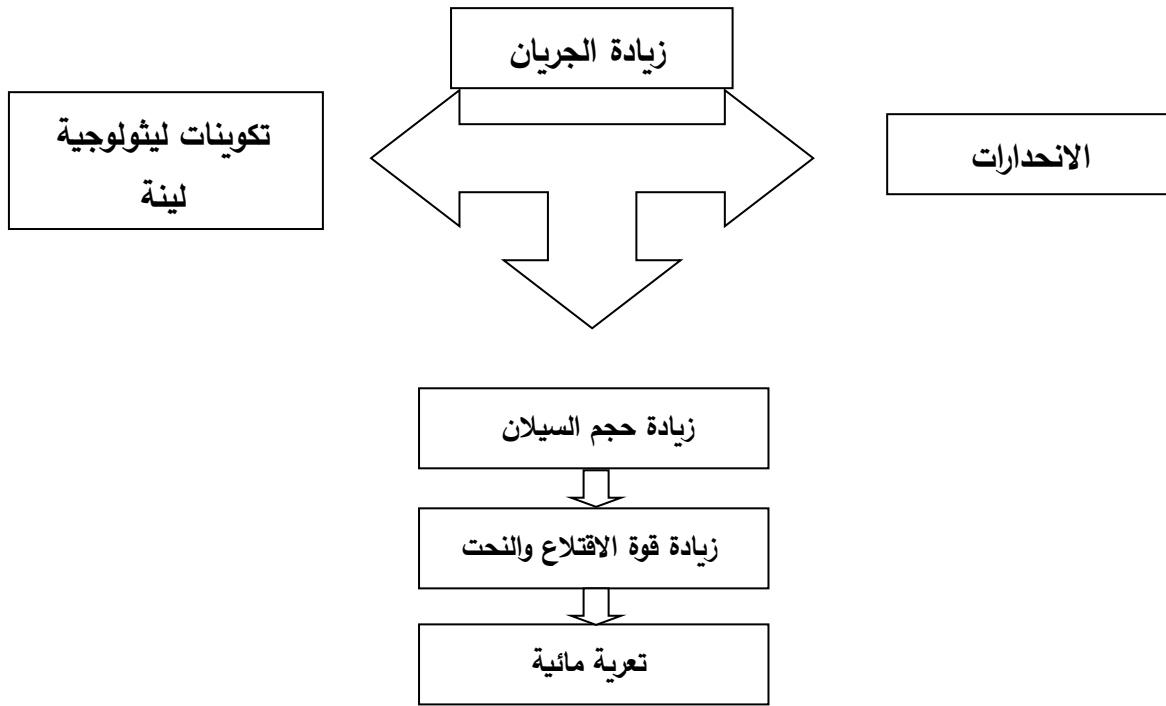 زيادة الجريان
الانحدارات
تكوينات ليثولوجية
لينة
زيادة حجم السيلان
زيادة قوة الاقتلاع والنحت
تعرية مائية